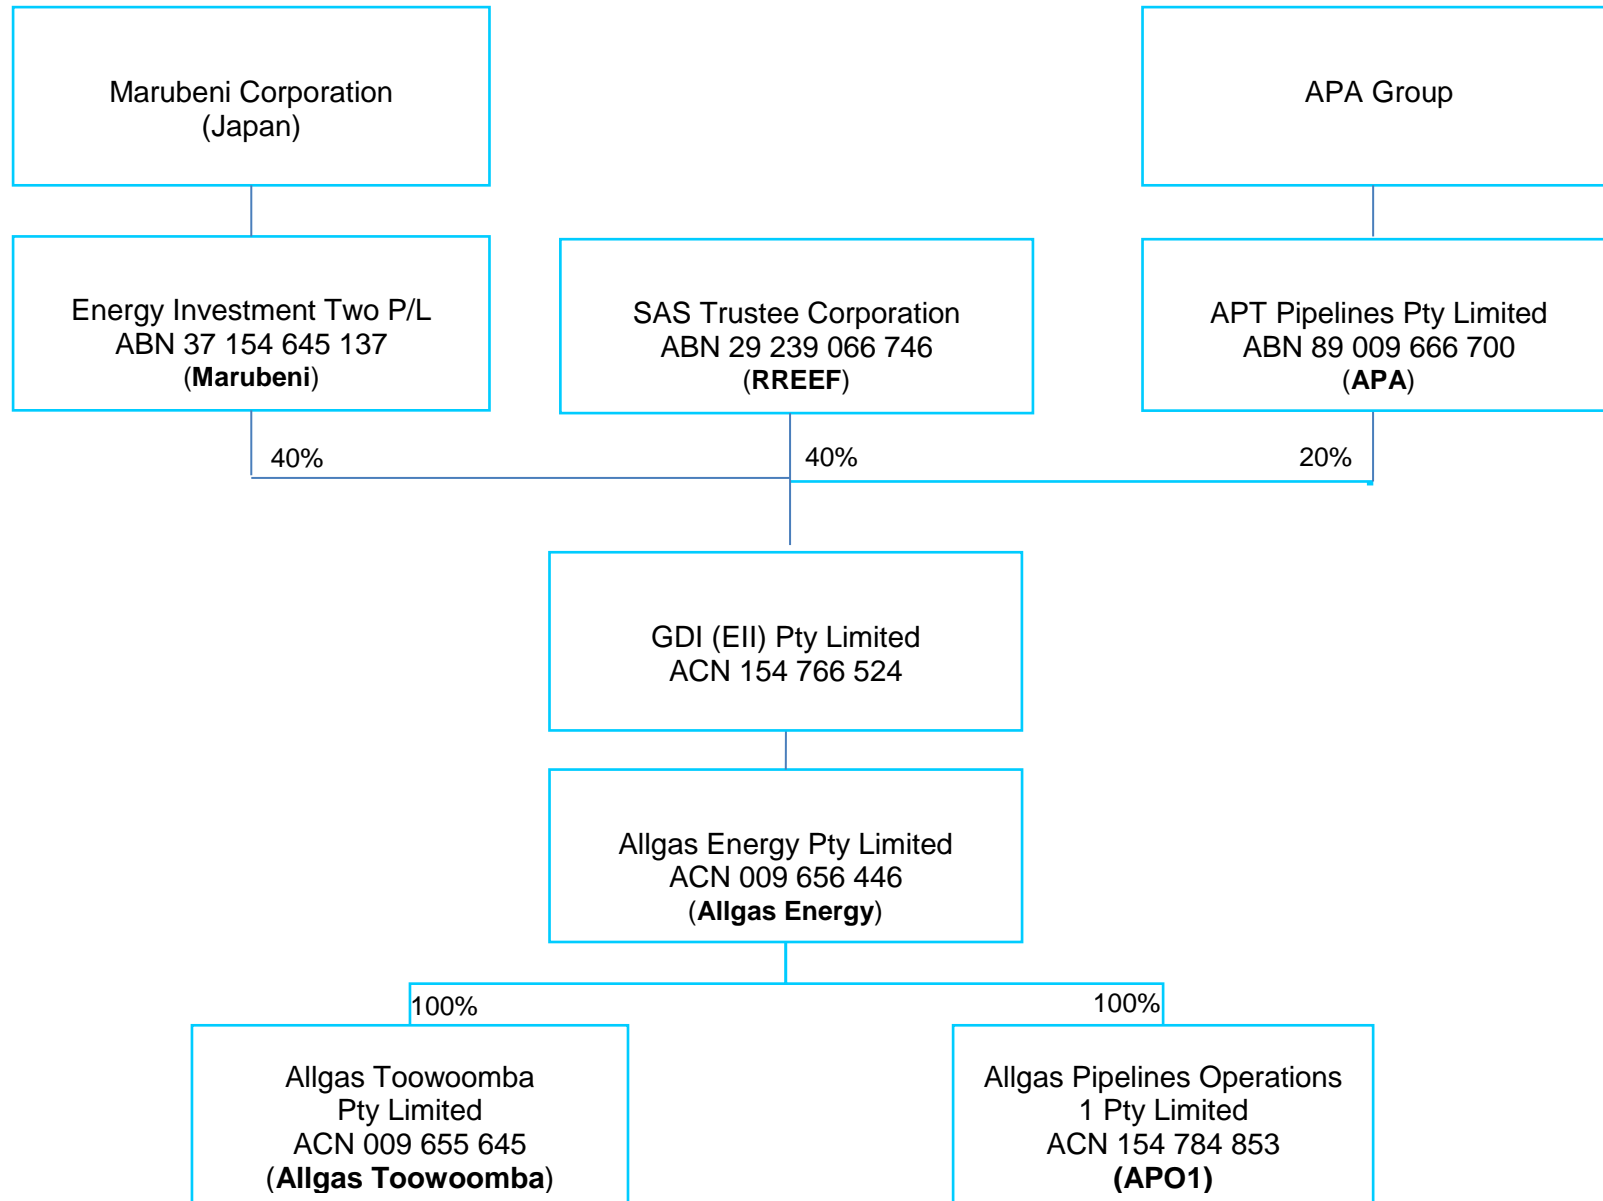 Marubeni Corporation
(Japan)
APA Group
Energy Investment Two P/L
ABN 37 154 645 137
(Marubeni)
SAS Trustee Corporation
ABN 29 239 066 746
(RREEF)
APT Pipelines Pty Limited
ABN 89 009 666 700
(APA)
40%
40%
20%
GDI (EII) Pty Limited
ACN 154 766 524
Allgas Energy Pty Limited
ACN 009 656 446
(Allgas Energy)
100%
100%
Allgas Toowoomba
Pty Limited
ACN 009 655 645
(Allgas Toowoomba)
Allgas Pipelines Operations
1 Pty Limited
ACN 154 784 853
(APO1)